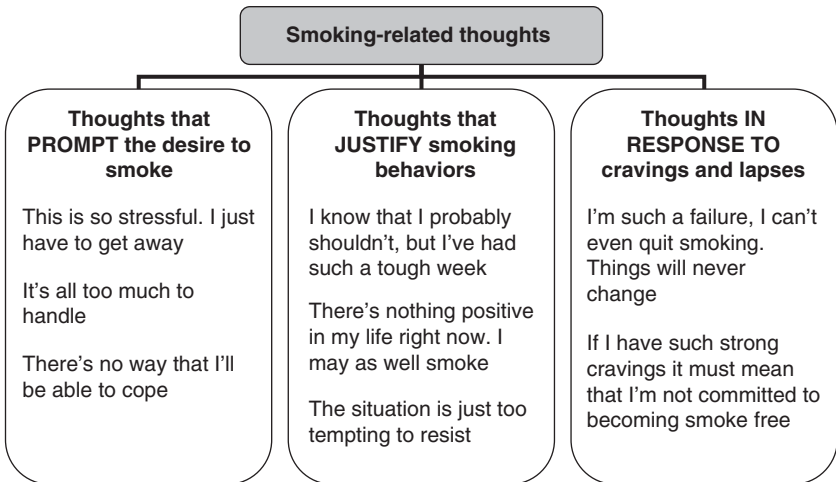 Smoking-related thoughts
Thoughts that
PROMPT the desire to
smoke
This is so stressful. I just
have to get away
It's all too much to
handle
There's no way that I'll
be able to cope
Thoughts that
JUSTIFY smoking
behaviors
I know that I probably
shouldn't, but I've had
such a tough week
There's nothing positive
in my life right now. I
may as well smoke
The situation is just too
tempting to resist
Thoughts IN
RESPONSE TO
cravings and lapses
I'm such a failure, I can't
even quit smoking.
Things will never
change
If I have such strong
cravings it must mean
that I'm not committed to
becoming smoke free